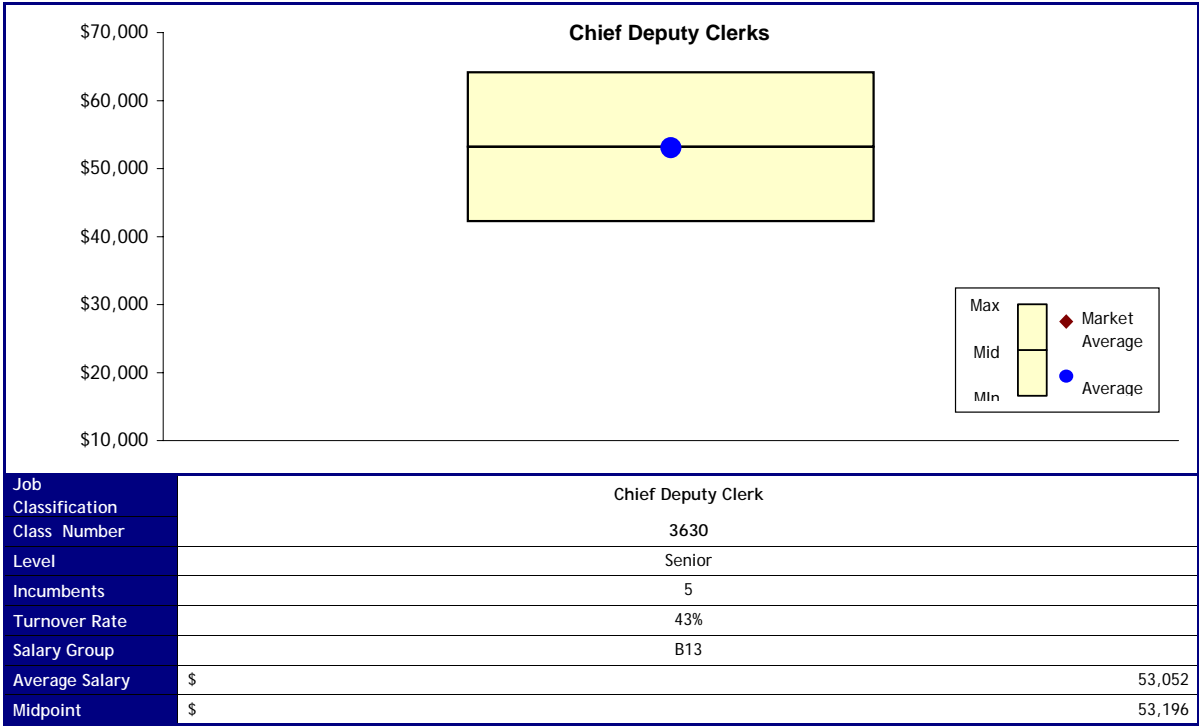 Chief Deputy Clerks
$70,000
$60,000
$50,000
$40,000
$30,000
$20,000
$10,000
Max
Mid
MIn
Market
Average
Average
Job
Classification
Chief Deputy Clerk
Class Number
3630
Level
Senior
Incumbents
5
Turnover Rate
43%
Salary Group
B13
Average Salary
$ 53,052
Midpoint
$ 53,196